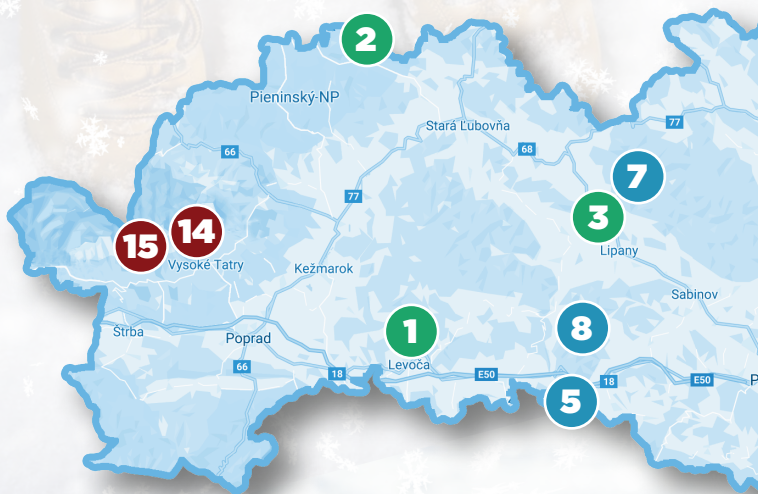 2
Pieninský-NP
Stará Ľubovňa
77
66
68
7
77
3
14
15
Lipany
Vysoké Tatry
Kežmarok
Sabinov
1
8
Štrba
Poprad
Levoča
66
18
E50
18
E50
P
5